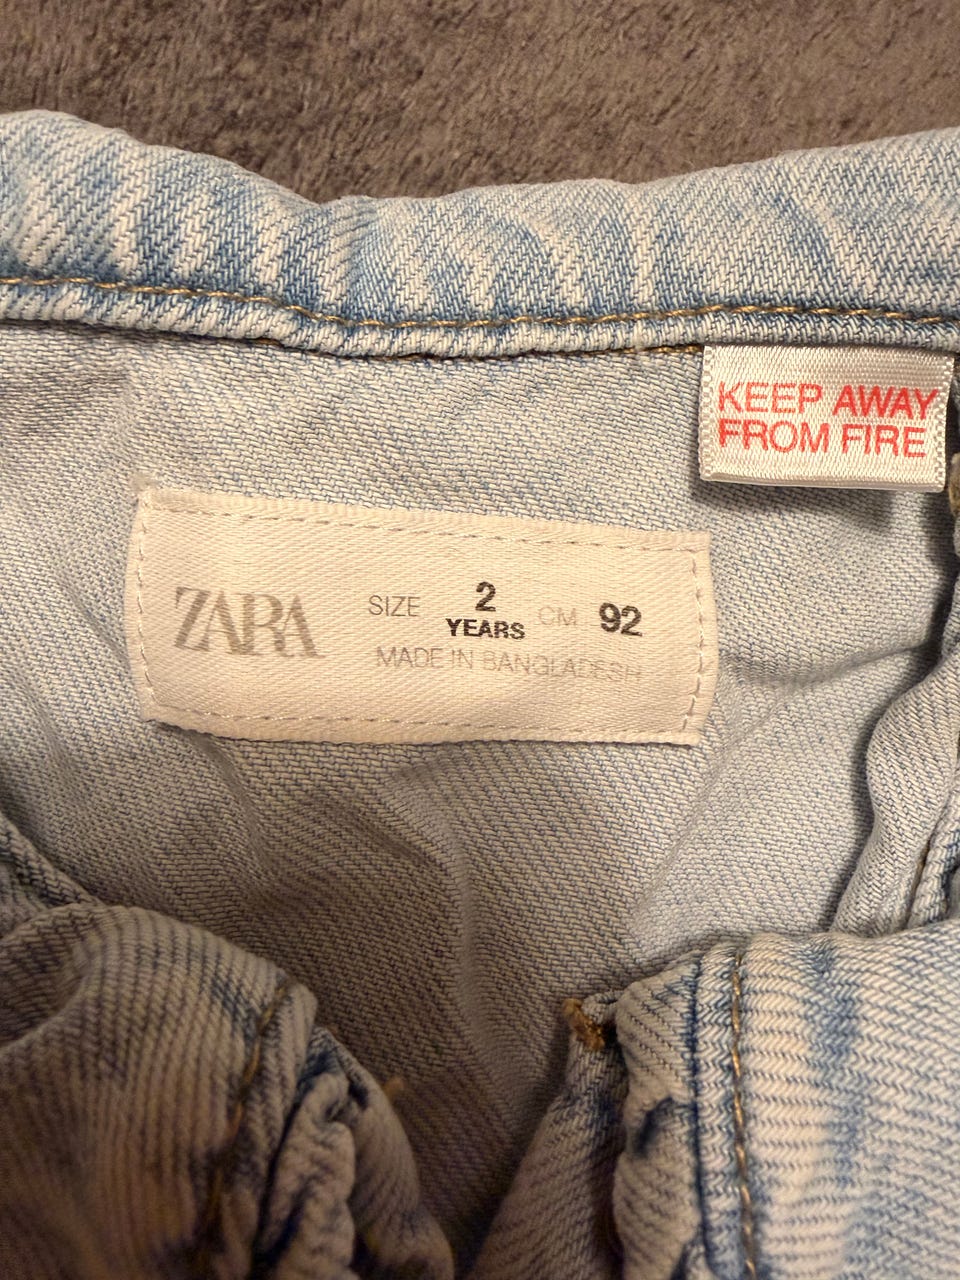 KEEP AWAY
FROM FIRE
ZARA SIZE 2 YEARS CM 92
MADE IN BANGLADESH